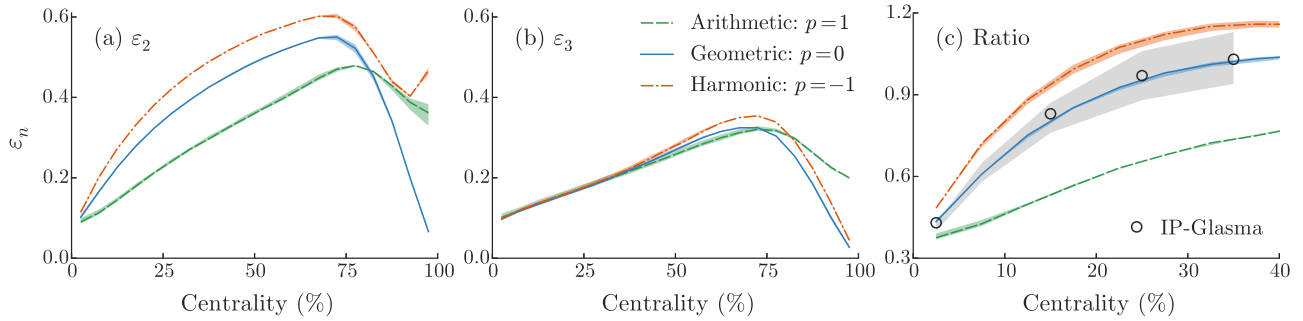 0.6
0.4
0.2
0.0
εₙ
(a) ε₂
0
25
50
75
100
Centrality (%)
0.6
0.4
0.2
0.0
(b) ε₃
Arithmetic: p=1
Geometric: p=0
Harmonic: p=−1
0
25
50
75
100
Centrality (%)
1.2
0.9
0.6
0.3
(c) Ratio
IP-Glasma
0
10
20
30
40
Centrality (%)